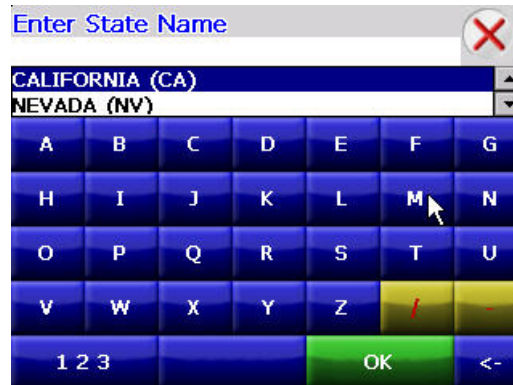 Enter State Name
CALIFORNIA (CA)
NEVADA (NV)
A B C D E F G
H I J K L M N
O P Q R S T U
V W X Y Z / -
1 2 3 OK <-